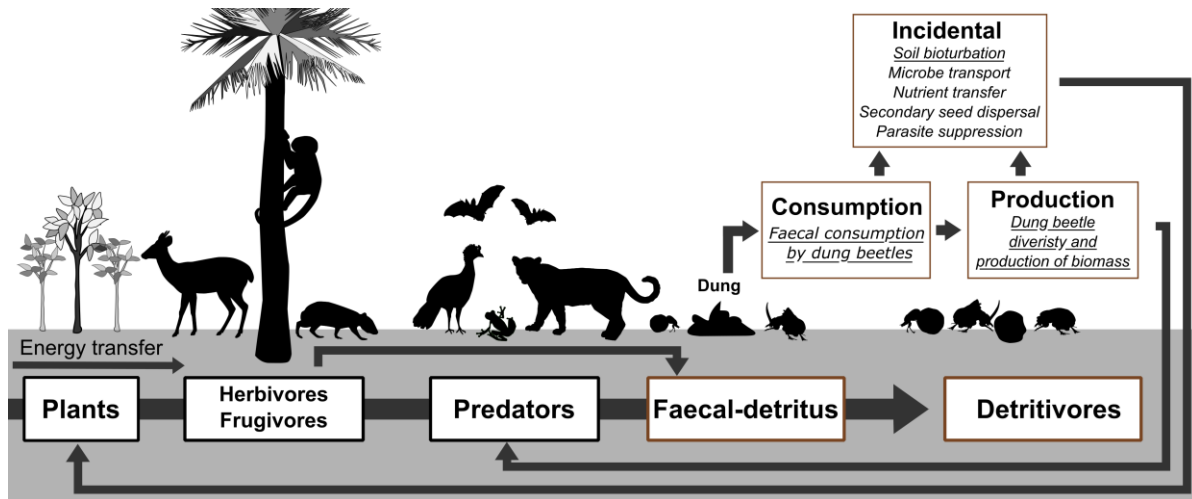 Incidental
Soil bioturbation
Microbe transport
Nutrient transfer
Secondary seed dispersal
Parasite suppression
Consumption
Faecal consumption
by dung beetles
Production
Dung beetle
diveristy and
production of biomass
Dung
Energy transfer
Plants
Herbivores
Frugivores
Predators
Faecal-detritus
Detritivores